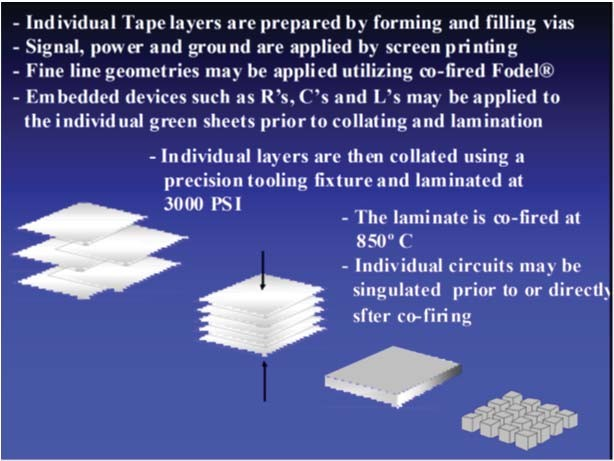 - Individual Tape layers are prepared by forming and filling vias
- Signal, power and ground are applied by screen printing
- Fine line geometries may be applied utilizing co-fired Fodel®
- Embedded devices such as R's, C's and L's may be applied to
the individual green sheets prior to collating and lamination
- Individual layers are then collated using a
precision tooling fixture and laminated at
3000 PSI
- The laminate is co-fired at
850º C
- Individual circuits may be
singulated prior to or directly
sfter co-firing